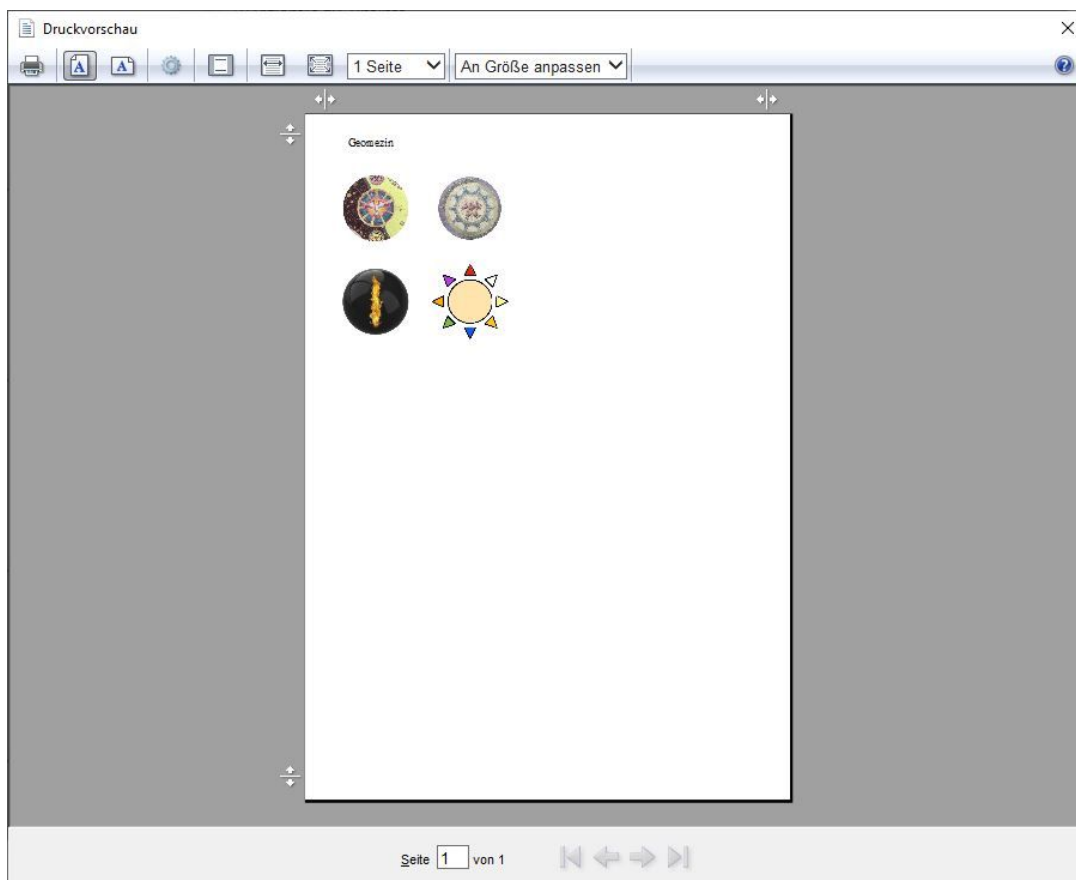 Druckvorschau
A A 1 Seite An Größe anpassen ?
Geomezin
Seite 1 von 1